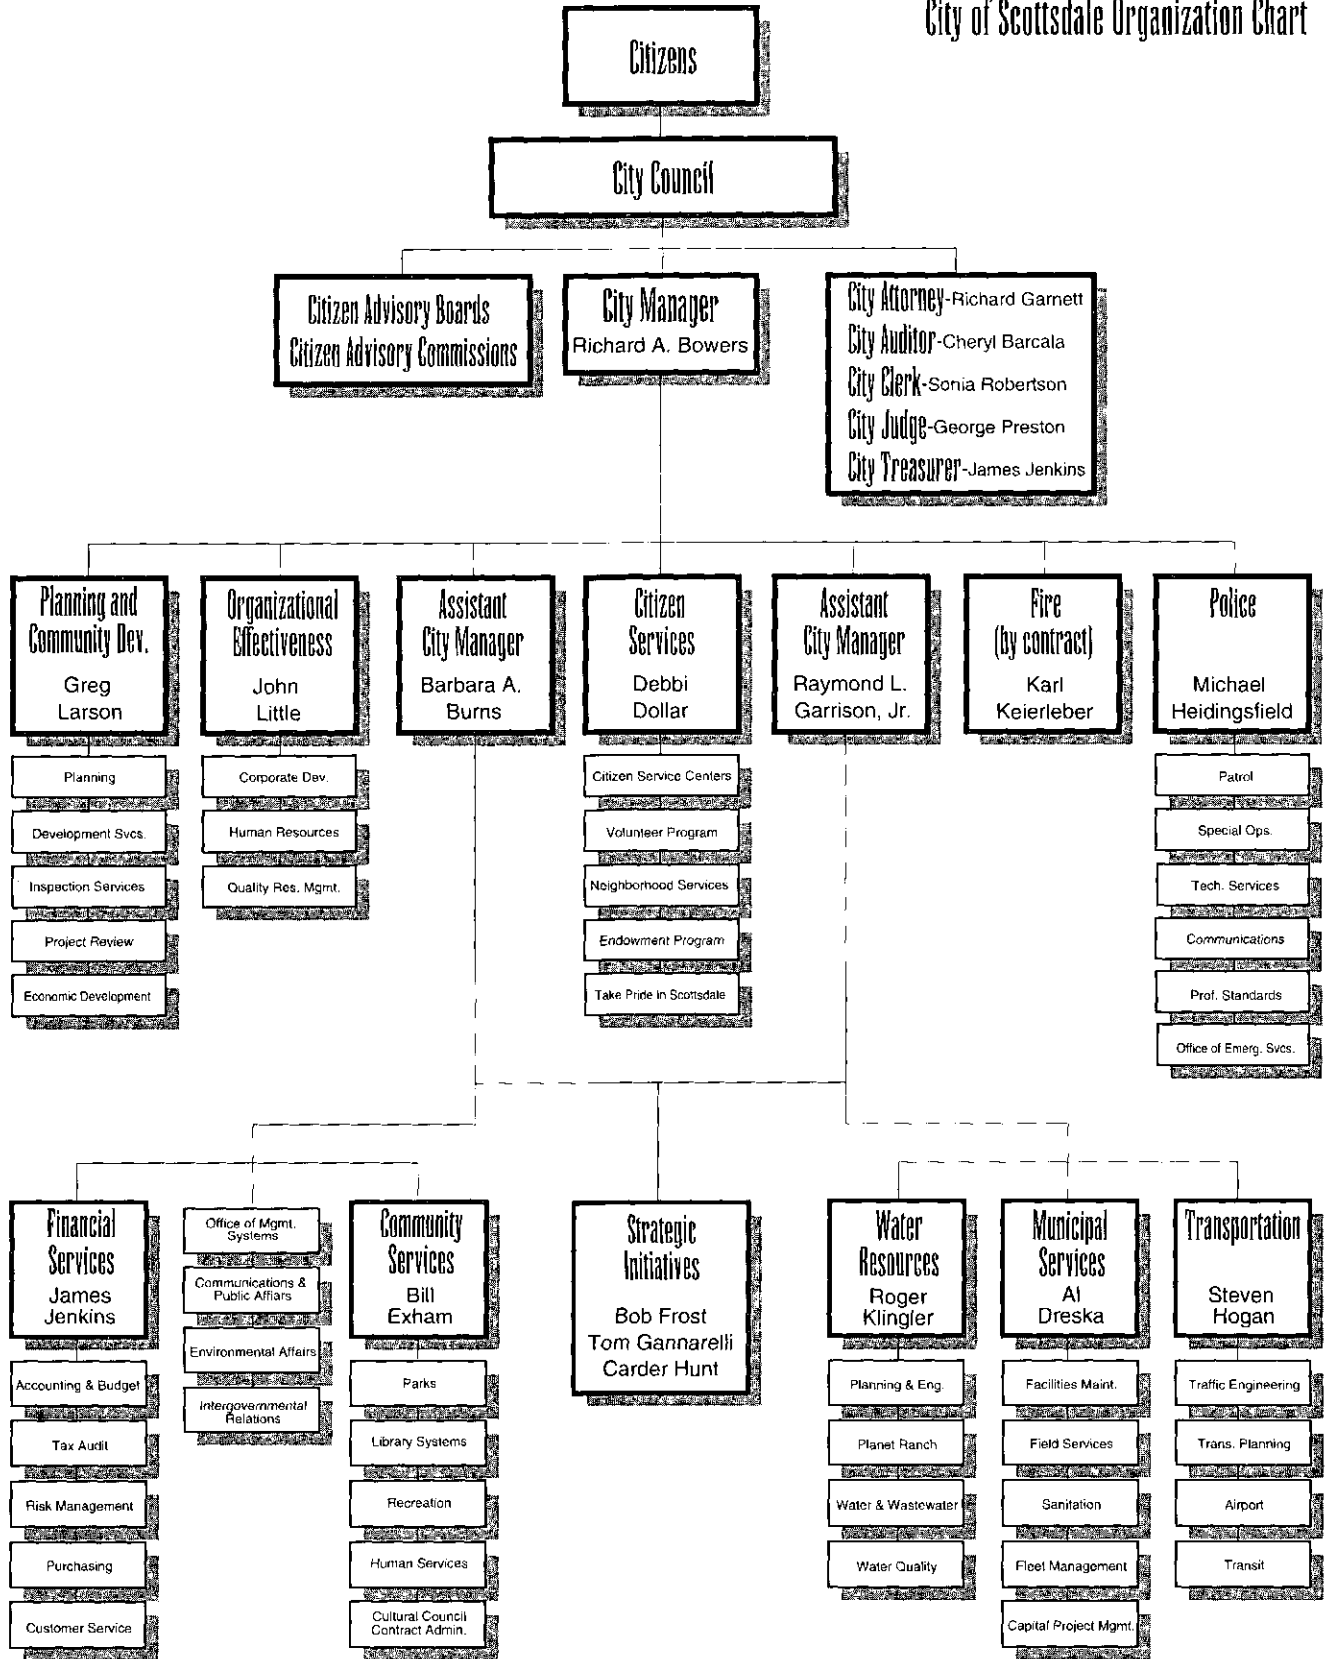 City of Scottsdale Organization Chart
Citizens
City Council
Citizen Advisory Boards
Citizen Advisory Commissions
City Manager
Richard A. Bowers
City Attorney-Richard Garnett
City Auditor-Cheryl Barcala
City Clerk-Sonia Robertson
City Judge-George Preston
City Treasurer-James Jenkins
Planning and
Community Dev.
Greg
Larson
Planning
Development Svcs.
Inspection Services
Project Review
Economic Development
Organizational
Effectiveness
John
Little
Corporate Dev.
Human Resources
Quality Res. Mgmt.
Assistant
City Manager
Barbara A.
Burns
Citizen
Services
Debbi
Dollar
Citizen Service Centers
Volunteer Program
Neighborhood Services
Endowment Program
Take Pride in Scottsdale
Assistant
City Manager
Raymond L.
Garrison, Jr.
Fire
(by contract)
Karl
Keierleber
Police
Michael
Heidingsfield
Patrol
Special Ops.
Tech. Services
Communications
Prof. Standards
Office of Emerg. Svcs.
Financial
Services
James
Jenkins
Accounting & Budget
Tax Audit
Risk Management
Purchasing
Customer Service
Office of Mgmt.
Systems
Communications &
Public Affiars
Environmental Affairs
Intergovernmental
Relations
Community
Services
Bill
Exham
Parks
Library Systems
Recreation
Human Services
Cultural Council
Contract Admin.
Strategic
Initiatives
Bob Frost
Tom Gannarelli
Carder Hunt
Water
Resources
Roger
Klingler
Planning & Eng.
Planet Ranch
Water & Wastewater
Water Quality
Municipal
Services
Al
Dreska
Facilities Maint.
Field Services
Sanitation
Fleet Management
Capital Project Mgmt.
Transportation
Steven
Hogan
Traffic Engineering
Trans. Planning
Airport
Transit